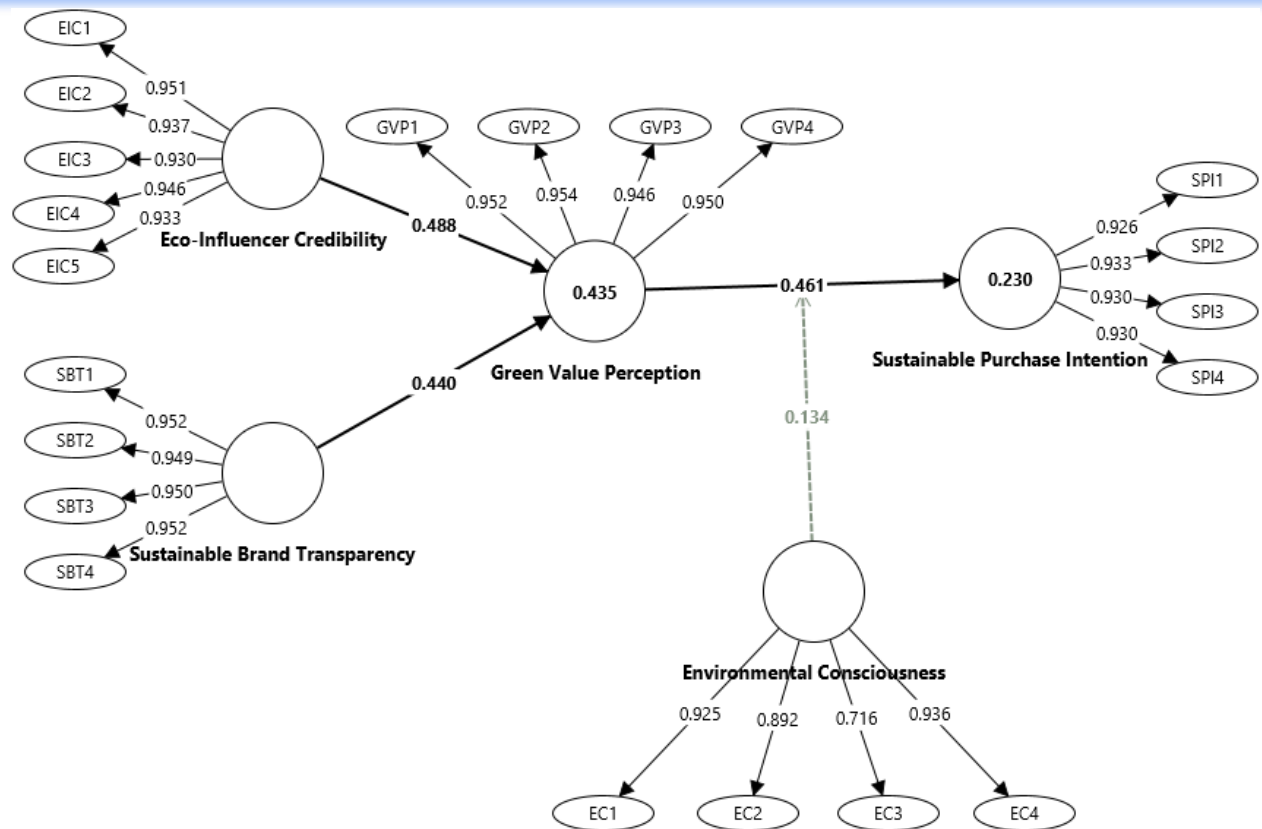 EIC1
0.951
EIC2
0.937
EIC3
0.930
EIC4
0.946
EIC5
0.933
Eco-Influencer Credibility
0.488
GVP1
GVP2
GVP3
GVP4
0.952
0.954
0.946
0.950
0.435
Green Value Perception
0.461
SPI1
0.926
SPI2
0.933
0.230
SPI3
0.930
SPI4
0.930
Sustainable Purchase Intention
SBT1
0.952
SBT2
0.949
SBT3
0.950
SBT4
0.952
Sustainable Brand Transparency
0.440
0.134
Environmental Consciousness
0.925
0.892
0.716
0.936
EC1
EC2
EC3
EC4